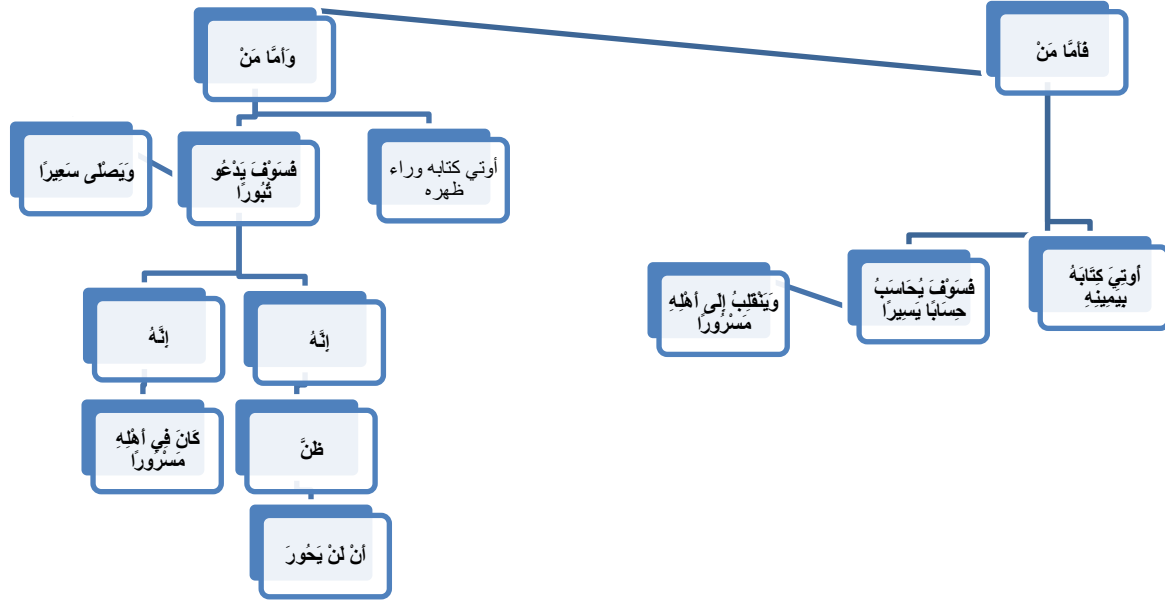 فَأَمَّا مَنْ
وَأَمَّا مَنْ
أُوتِيَ كِتَابَهُ
بِيَمِينِهِ
فَسَوْفَ يُحَاسَبُ
حِسَابًا يَسِيرًا
وَيَنْقَلِبُ إِلَى أَهْلِهِ
مَسْرُورًا
أوتي كتابه وراء
ظهره
فَسَوْفَ يَدْعُو
ثُبُورًا
وَيَصْلَى سَعِيرًا
إِنَّهُ
إِنَّهُ
ظَنَّ
كَانَ فِي أَهْلِهِ
مَسْرُورًا
أَنْ لَنْ يَحُورَ